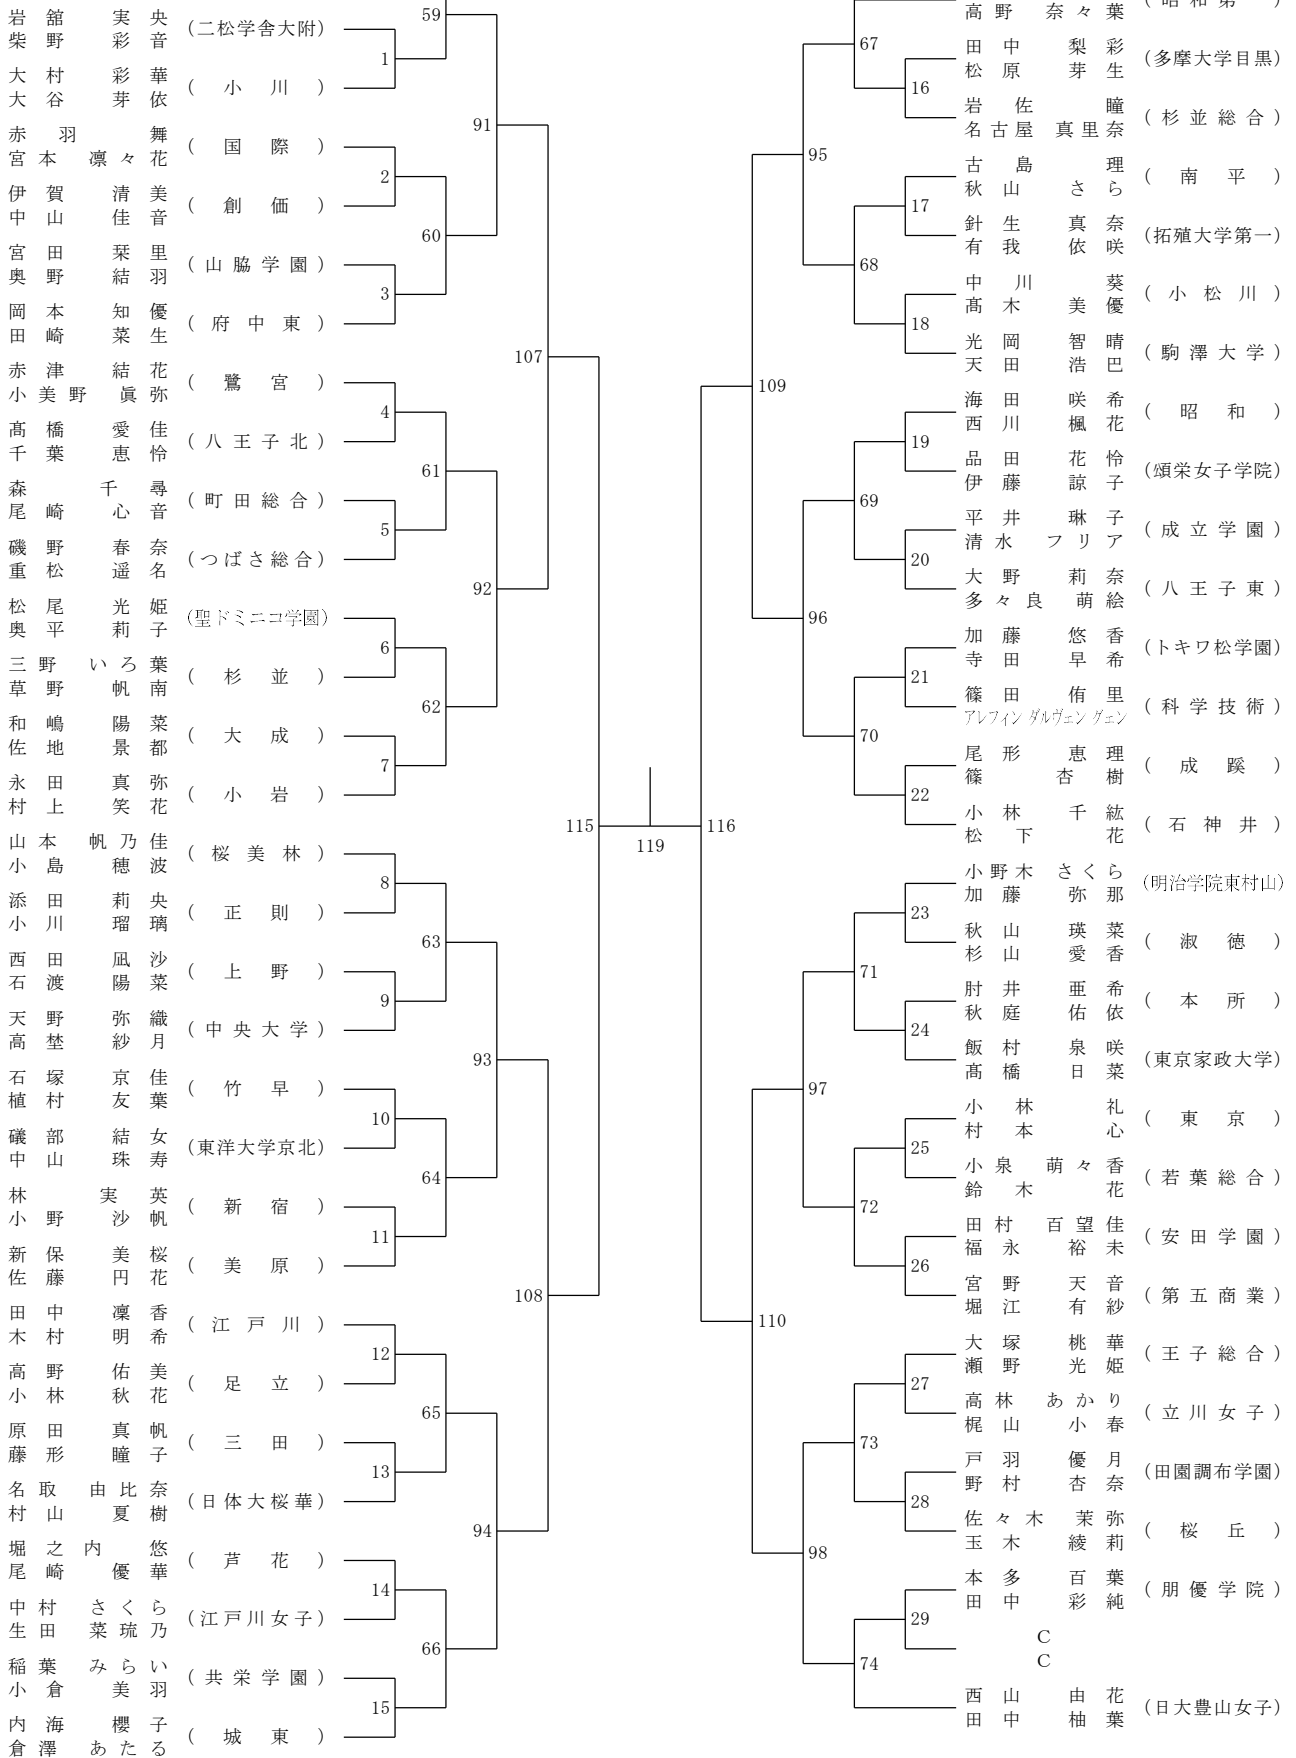 岩舘 実央
柴野 彩音
(二松学舎大附)
大村 彩華
大谷 芽依
(小川)
赤羽 舞
宮本 凛々花
(国際)
伊賀 清美
中山 佳音
(創価)
宮田 栞里
奥野 結羽
(山脇学園)
岡本 知優
田崎 菜生
(府中東)
赤津 結花
小美野 眞弥
(鷺宮)
髙橋 愛佳
千葉 恵怜
(八王子北)
森 千尋
尾崎 心音
(町田総合)
磯野 春奈
重松 遥名
(つばさ総合)
松尾 光姫
奥平 莉子
(聖ドミニコ学園)
三野 いろ葉
草野 帆南
(杉並)
和嶋 陽菜
佐地 景都
(大成)
永田 真弥
村上 笑花
(小岩)
山本 帆乃佳
小島 穂波
(桜美林)
添田 莉央
小川 瑠璃
(正則)
西田 凪沙
石渡 陽菜
(上野)
天野 弥織
高埜 紗月
(中央大学)
石塚 京佳
植村 友葉
(竹早)
礒部 結女
中山 珠寿
(東洋大学京北)
林 実英
小野 沙帆
(新宿)
新保 美桜
佐藤 円花
(美原)
田中 凜香
木村 明希
(江戸川)
高野 佑美
小林 秋花
(足立)
原田 真帆
藤形 瞳子
(三田)
名取 由比奈
村山 夏樹
(日体大桜華)
堀之内 悠
尾崎 優華
(芦花)
中村 さくら
生田 菜琉乃
(江戸川女子)
稲葉 みらい
小倉 美羽
(共栄学園)
内海 櫻子
倉澤 あたる
(城東)
1
2
3
4
5
6
7
8
9
10
11
12
13
14
15
59
60
61
62
63
64
65
66
91
92
93
94
107
108
115
119
116
109
110
95
96
97
98
67
68
69
70
71
72
73
74
16
17
18
19
20
21
22
23
24
25
26
27
28
29
高野 奈々葉
田中 梨彩
松原 芽生
(多摩大学目黒)
岩佐 瞳
名古屋 真里奈
(杉並総合)
古島 理
秋山 さら
(南平)
針生 真奈
有我 依咲
(拓殖大学第一)
中川 葵
髙木 美優
(小松川)
光岡 智晴
天田 浩巴
(駒澤大学)
海田 咲希
西川 楓花
(昭和)
品田 花怜
伊藤 諒子
(頌栄女子学院)
平井 琳子
清水 フリア
(成立学園)
大野 莉奈
多々良 萌絵
(八王子東)
加藤 悠香
寺田 早希
(トキワ松学園)
篠田 侑里
アレフィン ダルヴェン グェン
(科学技術)
尾形 恵理
篠 杏樹
(成蹊)
小林 千紘
松下 花
(石神井)
小野木 さくら
加藤 弥那
(明治学院東村山)
秋山 瑛菜
杉山 愛香
(淑徳)
肘井 亜希
秋庭 佑依
(本所)
飯村 泉咲
髙橋 日菜
(東京家政大学)
小林 礼
村本 心
(東京)
小泉 萌々香
鈴木 花
(若葉総合)
田村 百望佳
福永 裕未
(安田学園)
宮野 天音
堀江 有紗
(第五商業)
大塚 桃華
瀬野 光姫
(王子総合)
高林 あかり
梶山 小春
(立川女子)
戸羽 優月
野村 杏奈
(田園調布学園)
佐々木 茉弥
玉木 綾莉
(桜丘)
本多 百葉
田中 彩純
(朋優学院)
C
C
西山 由花
田中 柚葉
(日大豊山女子)